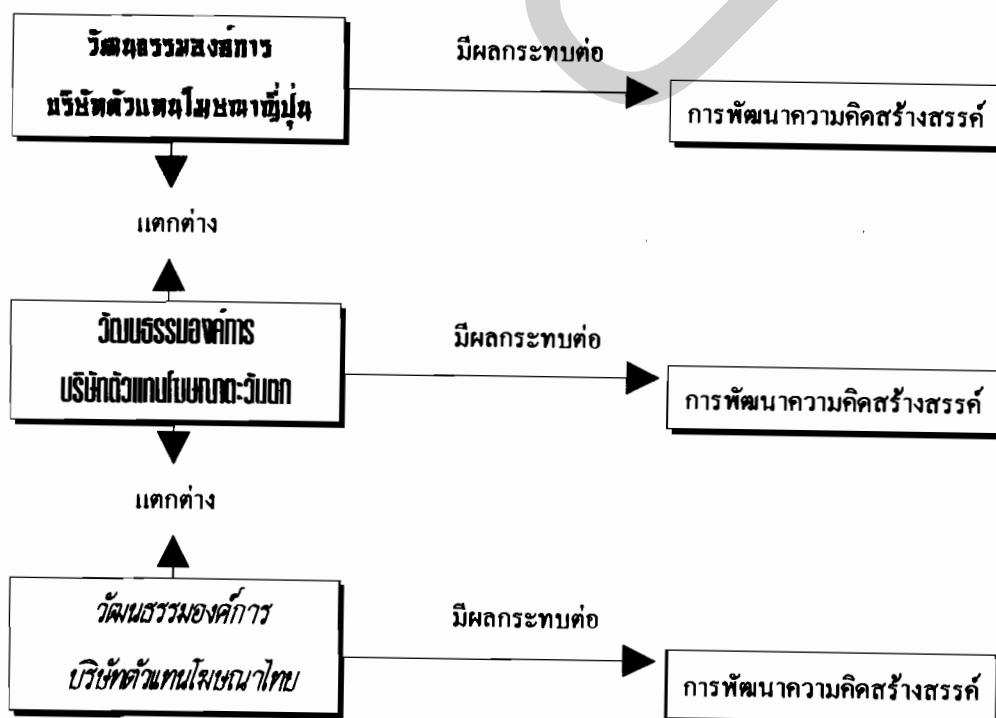 วัฒนธรรมองค์การ
บริษัทตัวแทนโฆษณาญี่ปุ่น
มีผลกระทบต่อ
การพัฒนาความคิดสร้างสรรค์
แตกต่าง
วัฒนธรรมองค์การ
บริษัทตัวแทนโฆษณาตะวันตก
มีผลกระทบต่อ
การพัฒนาความคิดสร้างสรรค์
แตกต่าง
วัฒนธรรมองค์การ
บริษัทตัวแทนโฆษณาไทย
มีผลกระทบต่อ
การพัฒนาความคิดสร้างสรรค์